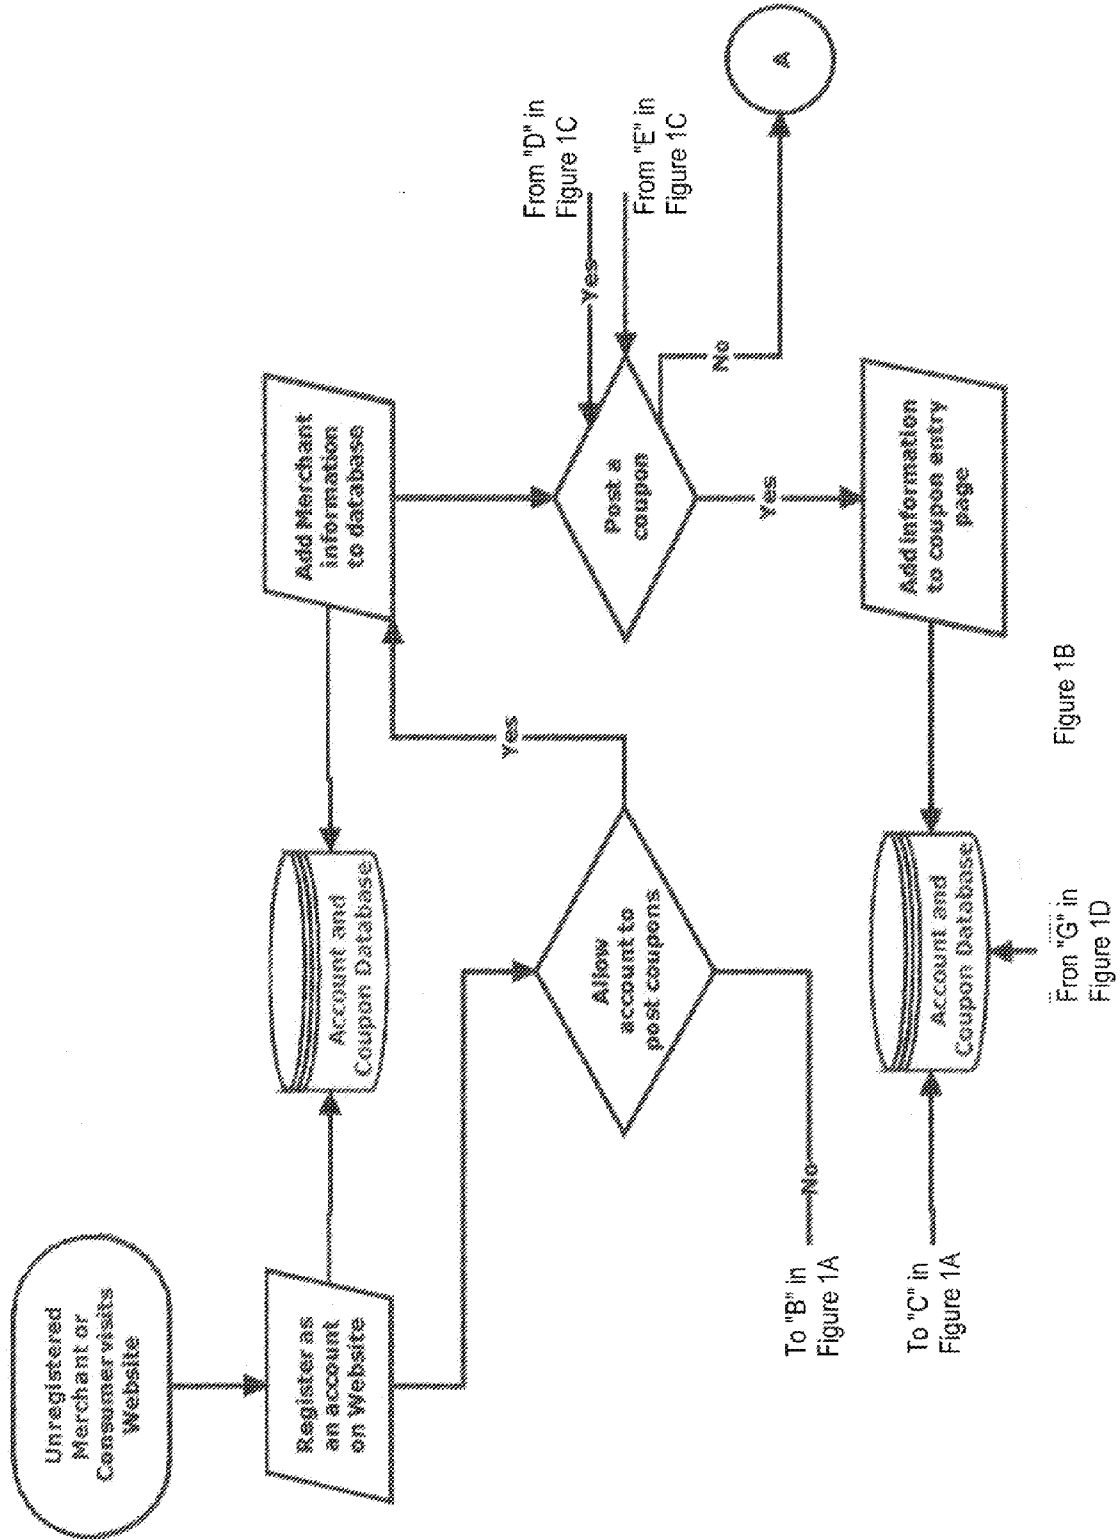 Unregistered
Merchant or
Consumervisits
Website
Register as
an account
on Website
Account and
Coupon Database
Add Merchant
information
to database
Allow
account to
post coupons
Yes
No
To "B" in
Figure 1A
Post a
coupon
From "D" in
Figure 1C
Yes
From "E" in
Figure 1C
No
A
Yes
Add information
to coupon entry
page
Account and
Coupon Database
To "C" in
Figure 1A
Fron "G" in
Figure 1D
Figure 1B